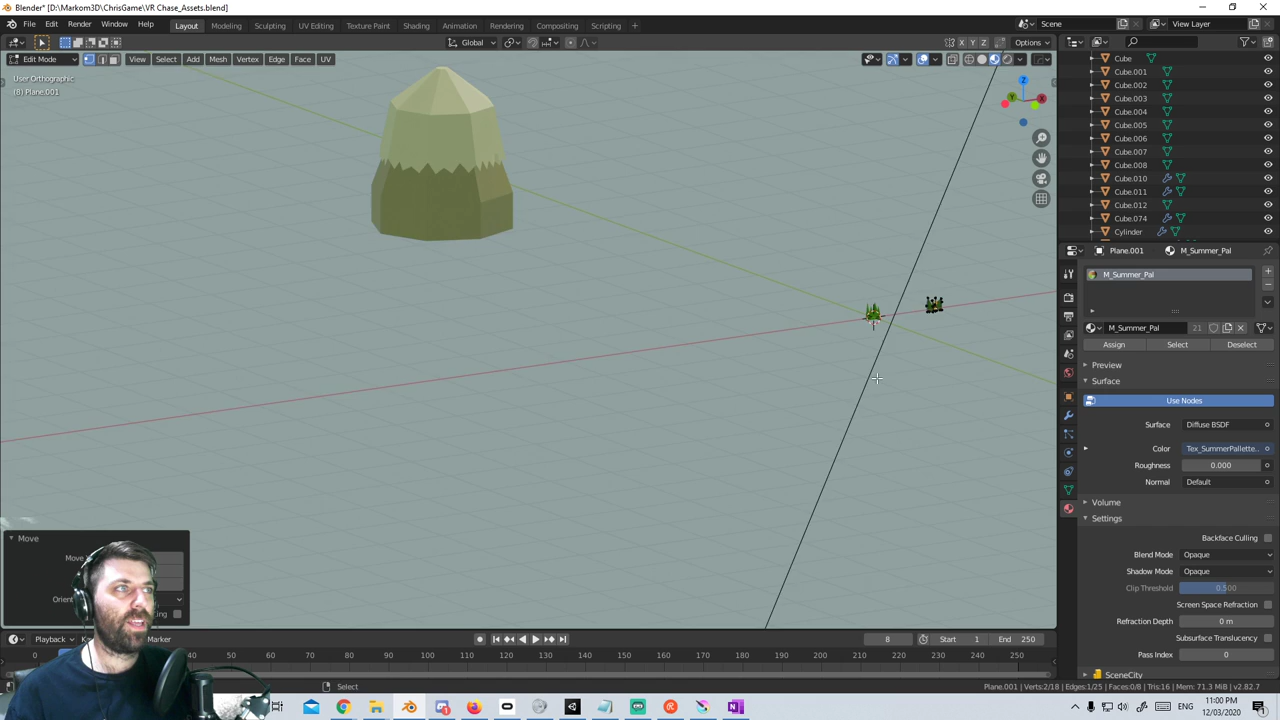 Blender* [D:\Markom3D\ChrisGame\VR Chase_Assets.blend]
File Edit Render Window Help Layout Modeling Sculpting UV Editing Texture Paint Shading Animation Rendering Compositing Scripting Scene View Layer
Global X Y Z Options
Edit Mode View Select Add Mesh Vertex Edge Face UV
User Orthographic
(8) Plane.001
Z
Y
X
Cube
Cube.001
Cube.002
Cube.003
Cube.004
Cube.005
Cube.006
Cube.007
Cube.008
Cube.010
Cube.011
Cube.012
Cube.074
Cylinder
Plane.001 M_Summer_Pal
M_Summer_Pal
M_Summer_Pal 21
Assign Select Deselect
Preview
Surface
Use Nodes
Surface Diffuse BSDF
Color Tex_SummerPallette..
Roughness 0.000
Normal Default
Volume
Settings
Backface Culling
Blend Mode Opaque
Shadow Mode Opaque
Clip Threshold 0.500
Screen Space Refraction
Refraction Depth 0 m
Subsurface Translucency
Pass Index 0
SceneCity
Move
Playback Marker 8 Start 1 End 250
0 40 50 60 70 80 90 100 110 120 130 140 150 160 170 180 190 200 210 220 230 240 250
Select Plane.001 | Verts:2/18 | Edges:1/25 | Faces:0/8 | Tris:16 | Mem: 71.3 MiB | v2.82.7
ENG 11:00 PM
12/03/2020